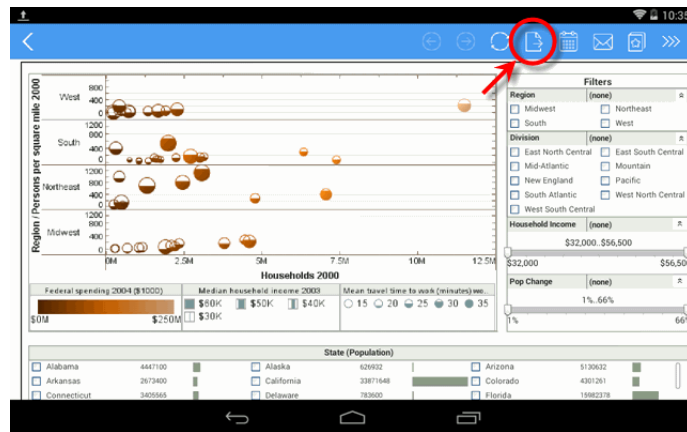 10:35
Filters
Region (none)
Midwest Northeast
South West
Division (none)
East North Central East South Central
Mid-Atlantic Mountain
New England Pacific
South Atlantic West North Central
West South Central
Household Income (none)
$32,000..$56,500
$32,000 $56,500
Pop Change (none)
1%..66%
1% 66%
Region / Persons per square mile 2000
West 800 400 0
South 1200 800 400 0
Northeast 1200 800 400 0
Midwest 1200 800 400 0
0M 2.5M 5M 7.5M 10M 12.5M
Households 2000
Federal spending 2004 ($1000)
$0M $250M
Median household income 2003
$60K $50K $40K
$30K
Mean travel time to work (minutes) wo...
15 20 25 30 35
State (Population)
Alabama 4447100 Alaska 626932 Arizona 5130632
Arkansas 2673400 California 33871648 Colorado 4301261
Connecticut 3405565 Delaware 783600 Florida 15982378